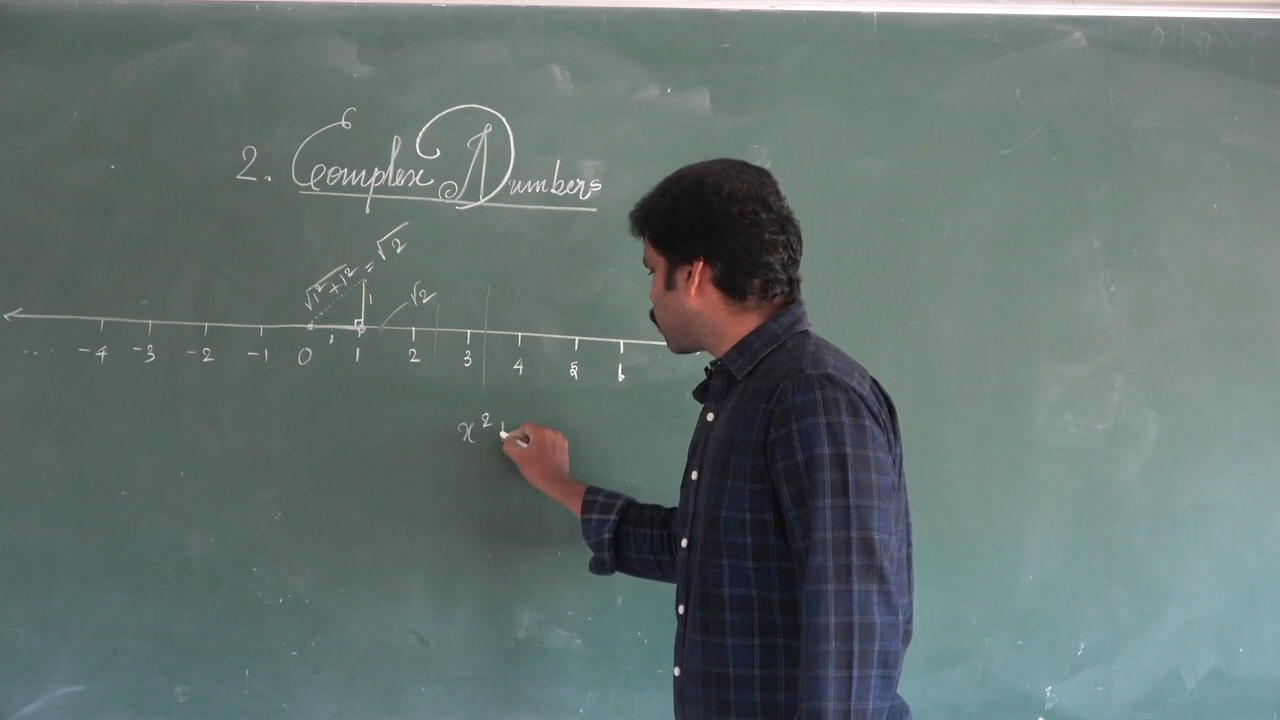 2. Complex Numbers
√1²+1² = √2
1
√2
.... -4 -3 -2 -1 0 1 2 3 4 5 6
x²